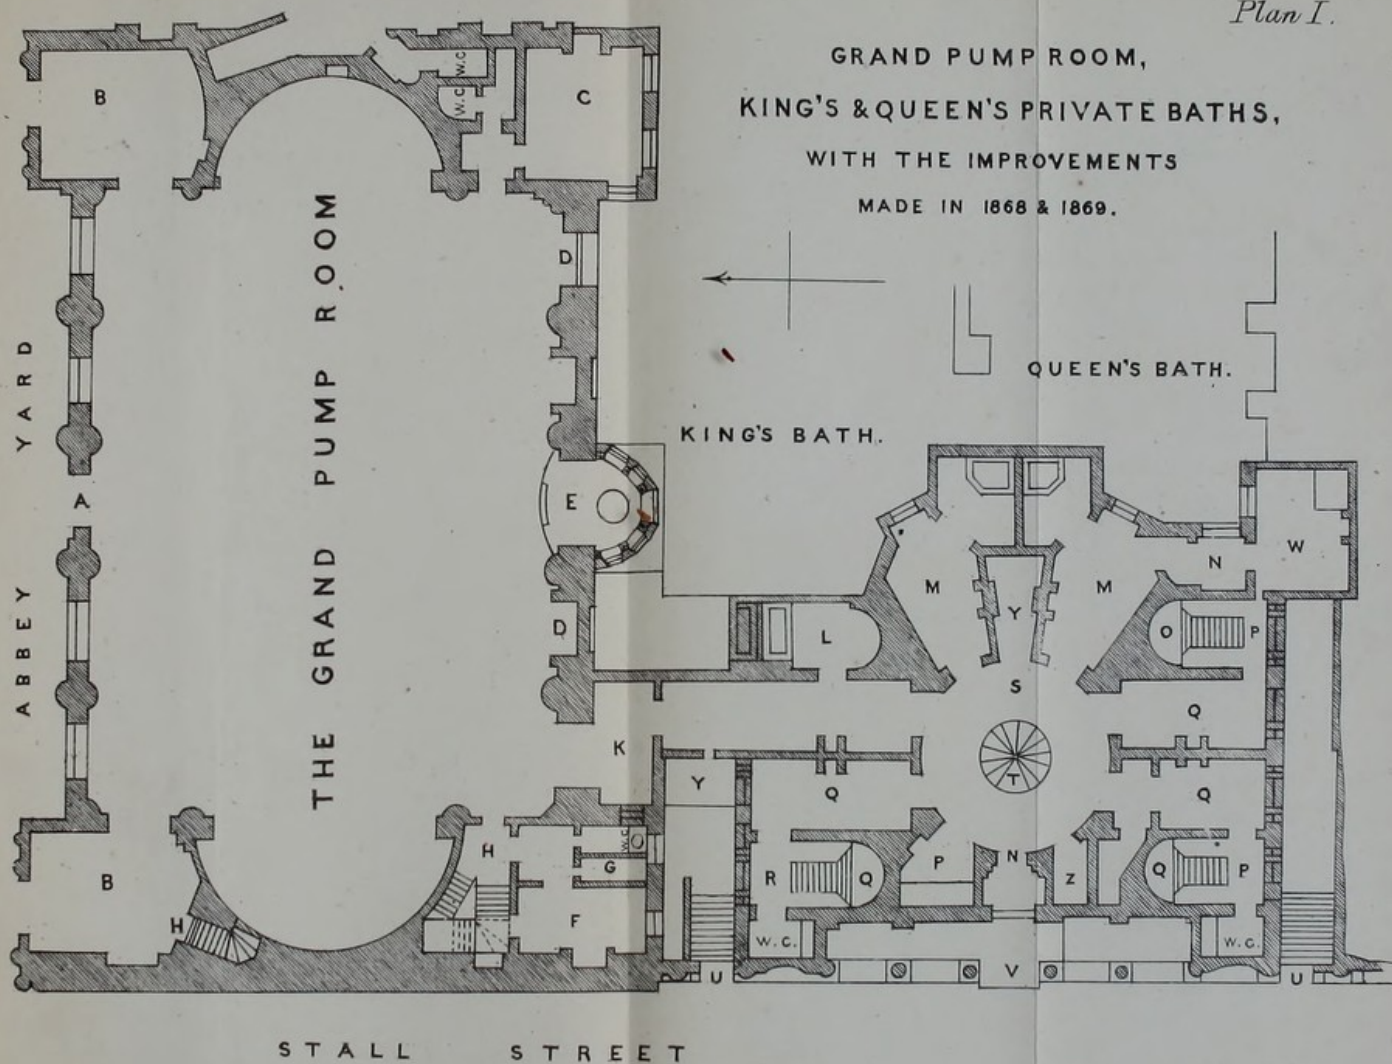 Plan I.
GRAND PUMP ROOM,
KING'S & QUEEN'S PRIVATE BATHS,
WITH THE IMPROVEMENTS
MADE IN 1868 & 1869.
B
W.C.
W.C.
C
D
THE GRAND PUMP ROOM
ABBEY YARD
A
E
D
KING'S BATH.
QUEEN'S BATH.
M
Y
M
N
W
L
O
P
S
Q
K
T
Y
Q
Q
B
H
H
W.C.
G
F
R
Q
P
N
Z
Q
P
W.C.
W.C.
U
V
U
STALL STREET